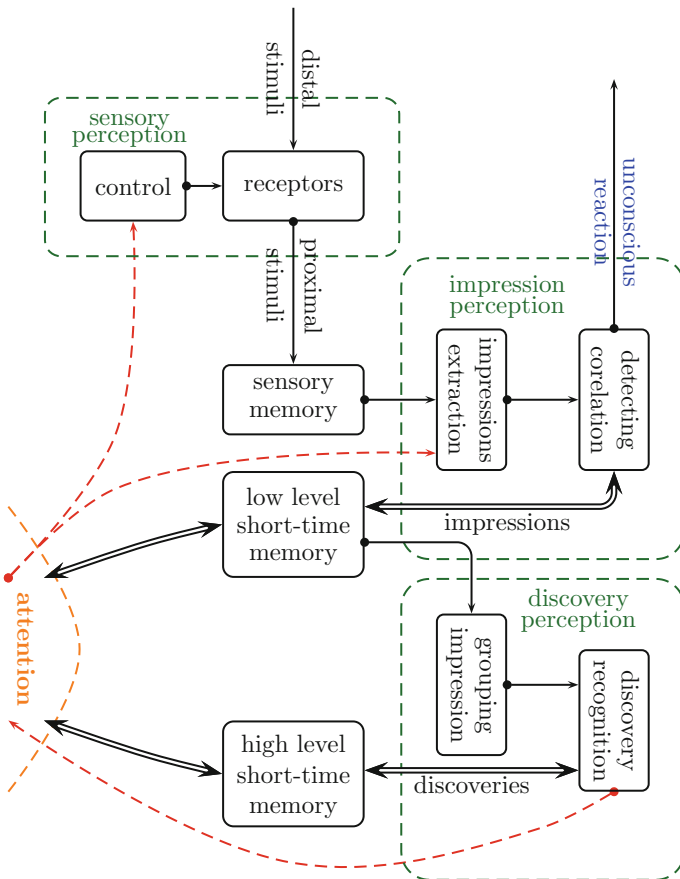 distal
stimuli
sensory
perception
control
receptors
proximal
stimuli
unconscious
reaction
impression
perception
sensory
memory
impressions
extraction
detecting
corelation
low level
short-time
memory
impressions
attention
discovery
perception
grouping
impression
discovery
recognition
high level
short-time
memory
discoveries